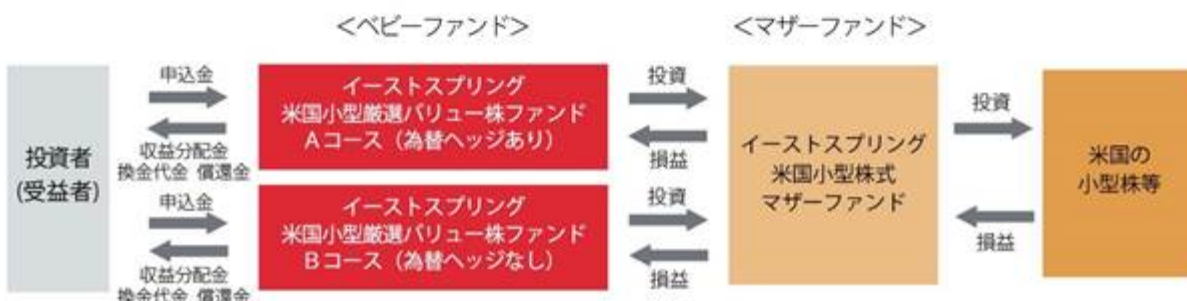 ＜ベビーファンド＞
＜マザーファンド＞
投資者
(受益者)
申込金
収益分配金
換金代金 償還金
申込金
収益分配金
換金代金 償還金
イーストスプリング
米国小型厳選バリュー株ファンド
Aコース（為替ヘッジあり）
イーストスプリング
米国小型厳選バリュー株ファンド
Bコース（為替ヘッジなし）
投資
損益
投資
損益
イーストスプリング
米国小型株式
マザーファンド
投資
損益
米国の
小型株等